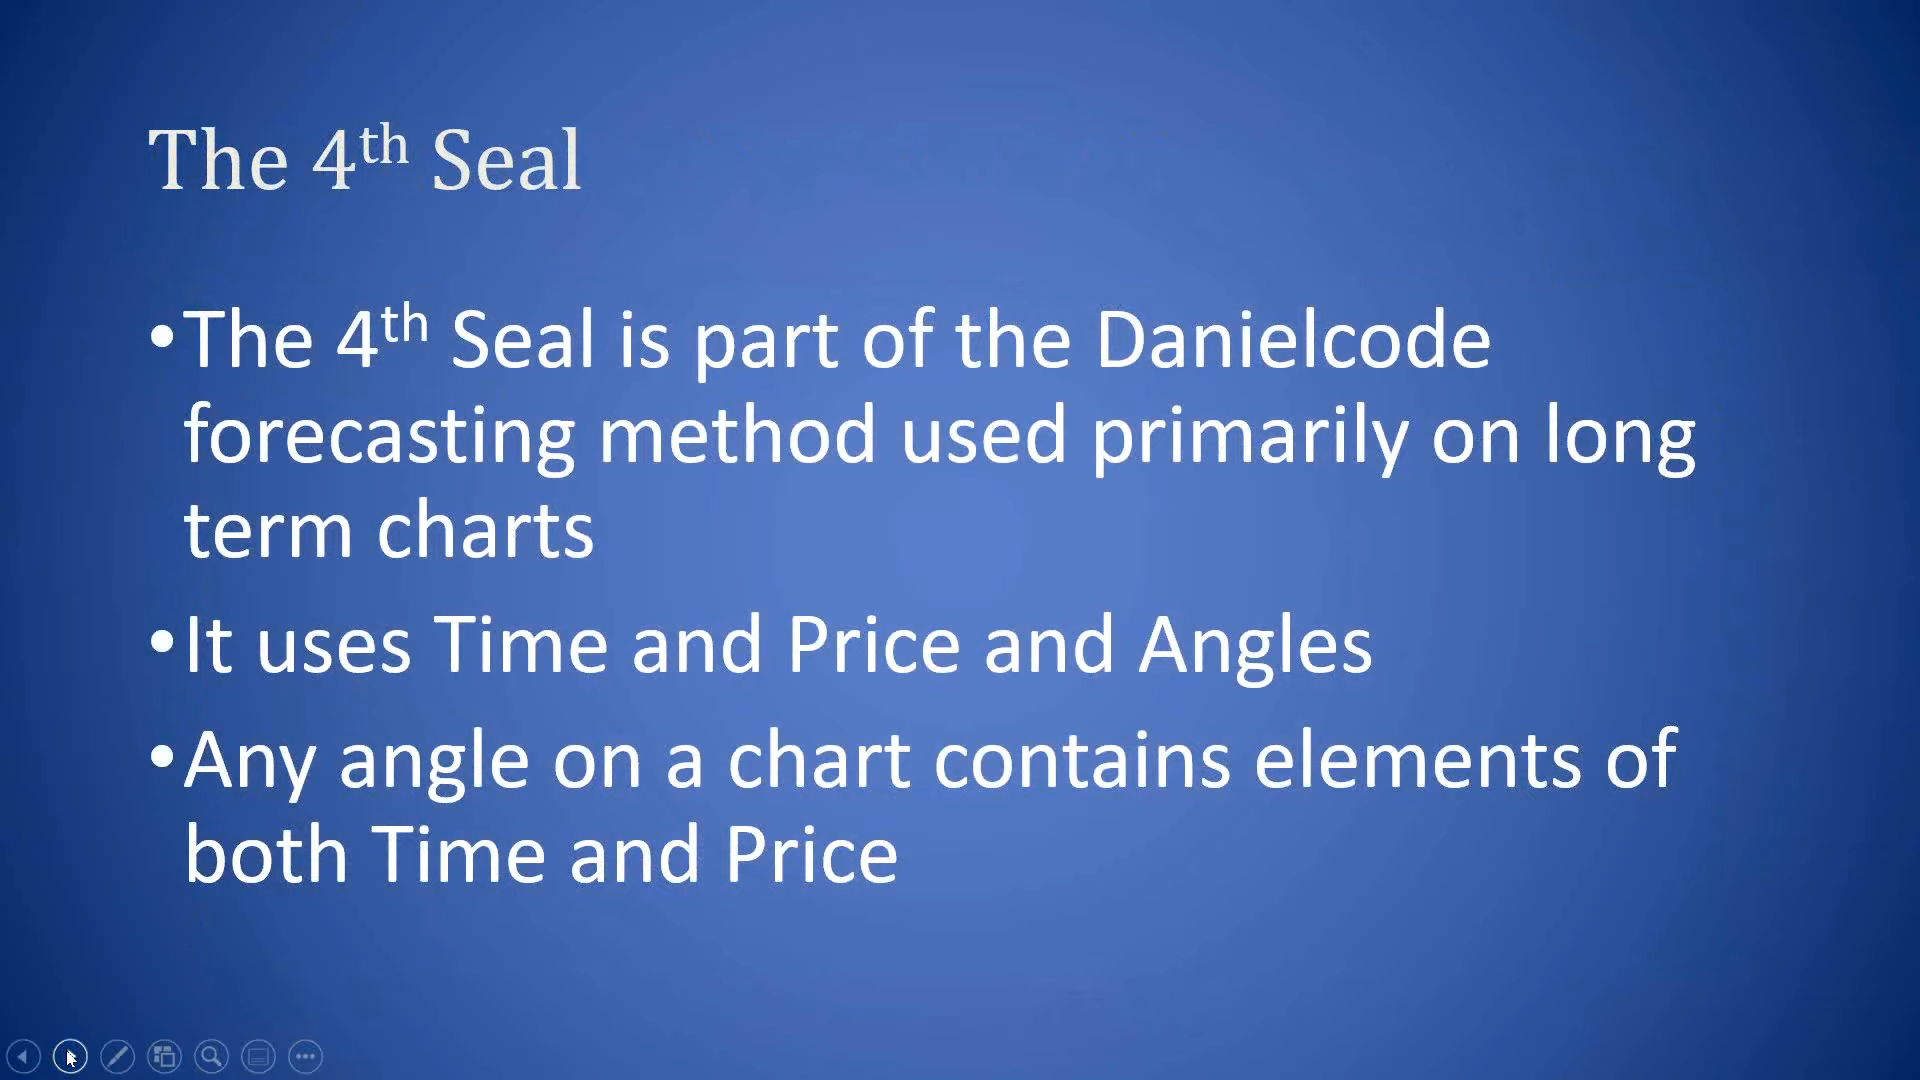 The 4th Seal
•The 4th Seal is part of the Danielcode
forecasting method used primarily on long
term charts
•It uses Time and Price and Angles
•Any angle on a chart contains elements of
both Time and Price